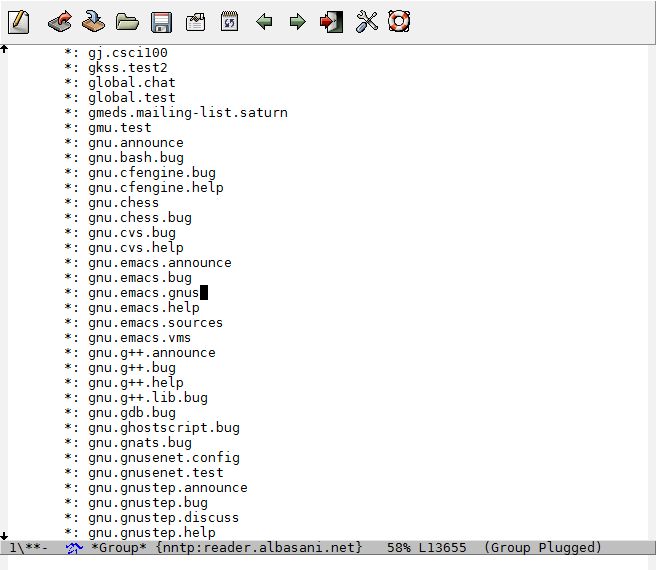 *: gj.csci100
*: gkss.test2
*: global.chat
*: global.test
*: gmeds.mailing-list.saturn
*: gmu.test
*: gnu.announce
*: gnu.bash.bug
*: gnu.cfengine.bug
*: gnu.cfengine.help
*: gnu.chess
*: gnu.chess.bug
*: gnu.cvs.bug
*: gnu.cvs.help
*: gnu.emacs.announce
*: gnu.emacs.bug
*: gnu.emacs.gnus
*: gnu.emacs.help
*: gnu.emacs.sources
*: gnu.emacs.vms
*: gnu.g++.announce
*: gnu.g++.bug
*: gnu.g++.help
*: gnu.g++.lib.bug
*: gnu.gdb.bug
*: gnu.ghostscript.bug
*: gnu.gnats.bug
*: gnu.gnusenet.config
*: gnu.gnusenet.test
*: gnu.gnustep.announce
*: gnu.gnustep.bug
*: gnu.gnustep.discuss
*: gnu.gnustep.help
1\**- *Group* {nntp:reader.albasani.net} 58% L13655 (Group Plugged)